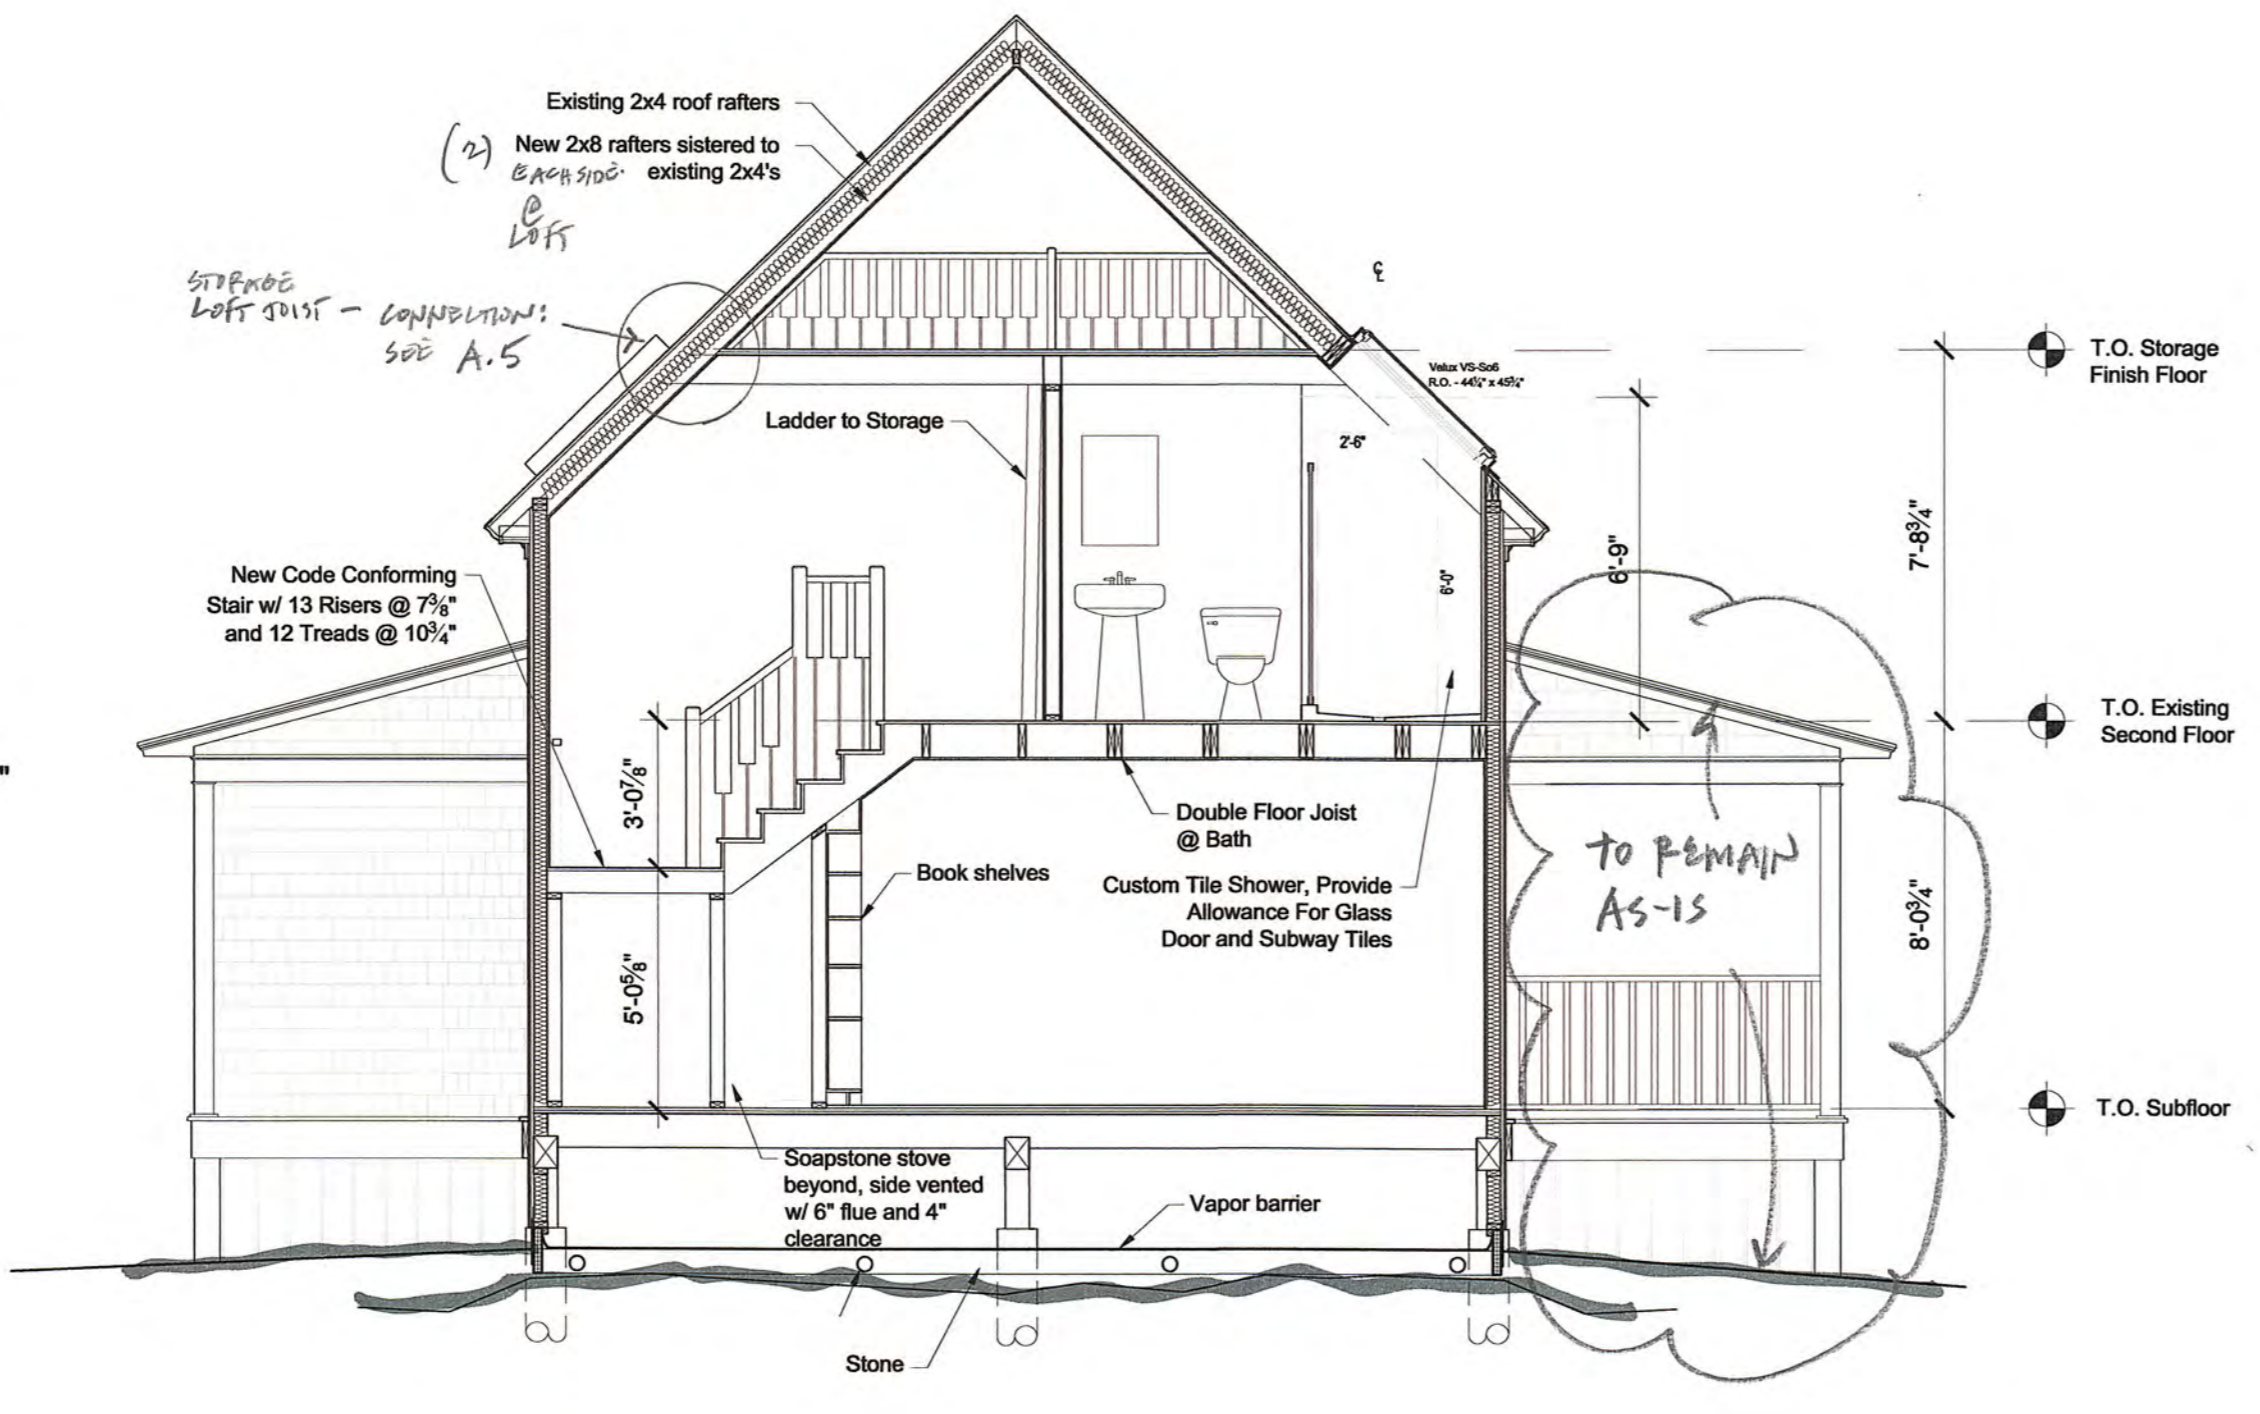 Existing 2x4 roof rafters
(2) New 2x8 rafters sistered to
EACH SIDE. existing 2x4's
@
LOFT
STORAGE
LOFT JOIST - CONNECTION:
SEE A.5
℄
T.O. Storage
Finish Floor
Velux VS-So6
R.O. - 44¼" x 45¾"
Ladder to Storage
2'-6"
7'-8¾"
6'-9"
New Code Conforming
Stair w/ 13 Risers @ 7⅜"
and 12 Treads @ 10¾"
6'-0"
T.O. Existing
Second Floor
"
3'-0⅞"
Double Floor Joist
@ Bath
TO REMAIN
AS-IS
Book shelves
Custom Tile Shower, Provide
Allowance For Glass
Door and Subway Tiles
8'-0¾"
5'-0⅝"
T.O. Subfloor
Soapstone stove
beyond, side vented
w/ 6" flue and 4"
clearance
Vapor barrier
Stone